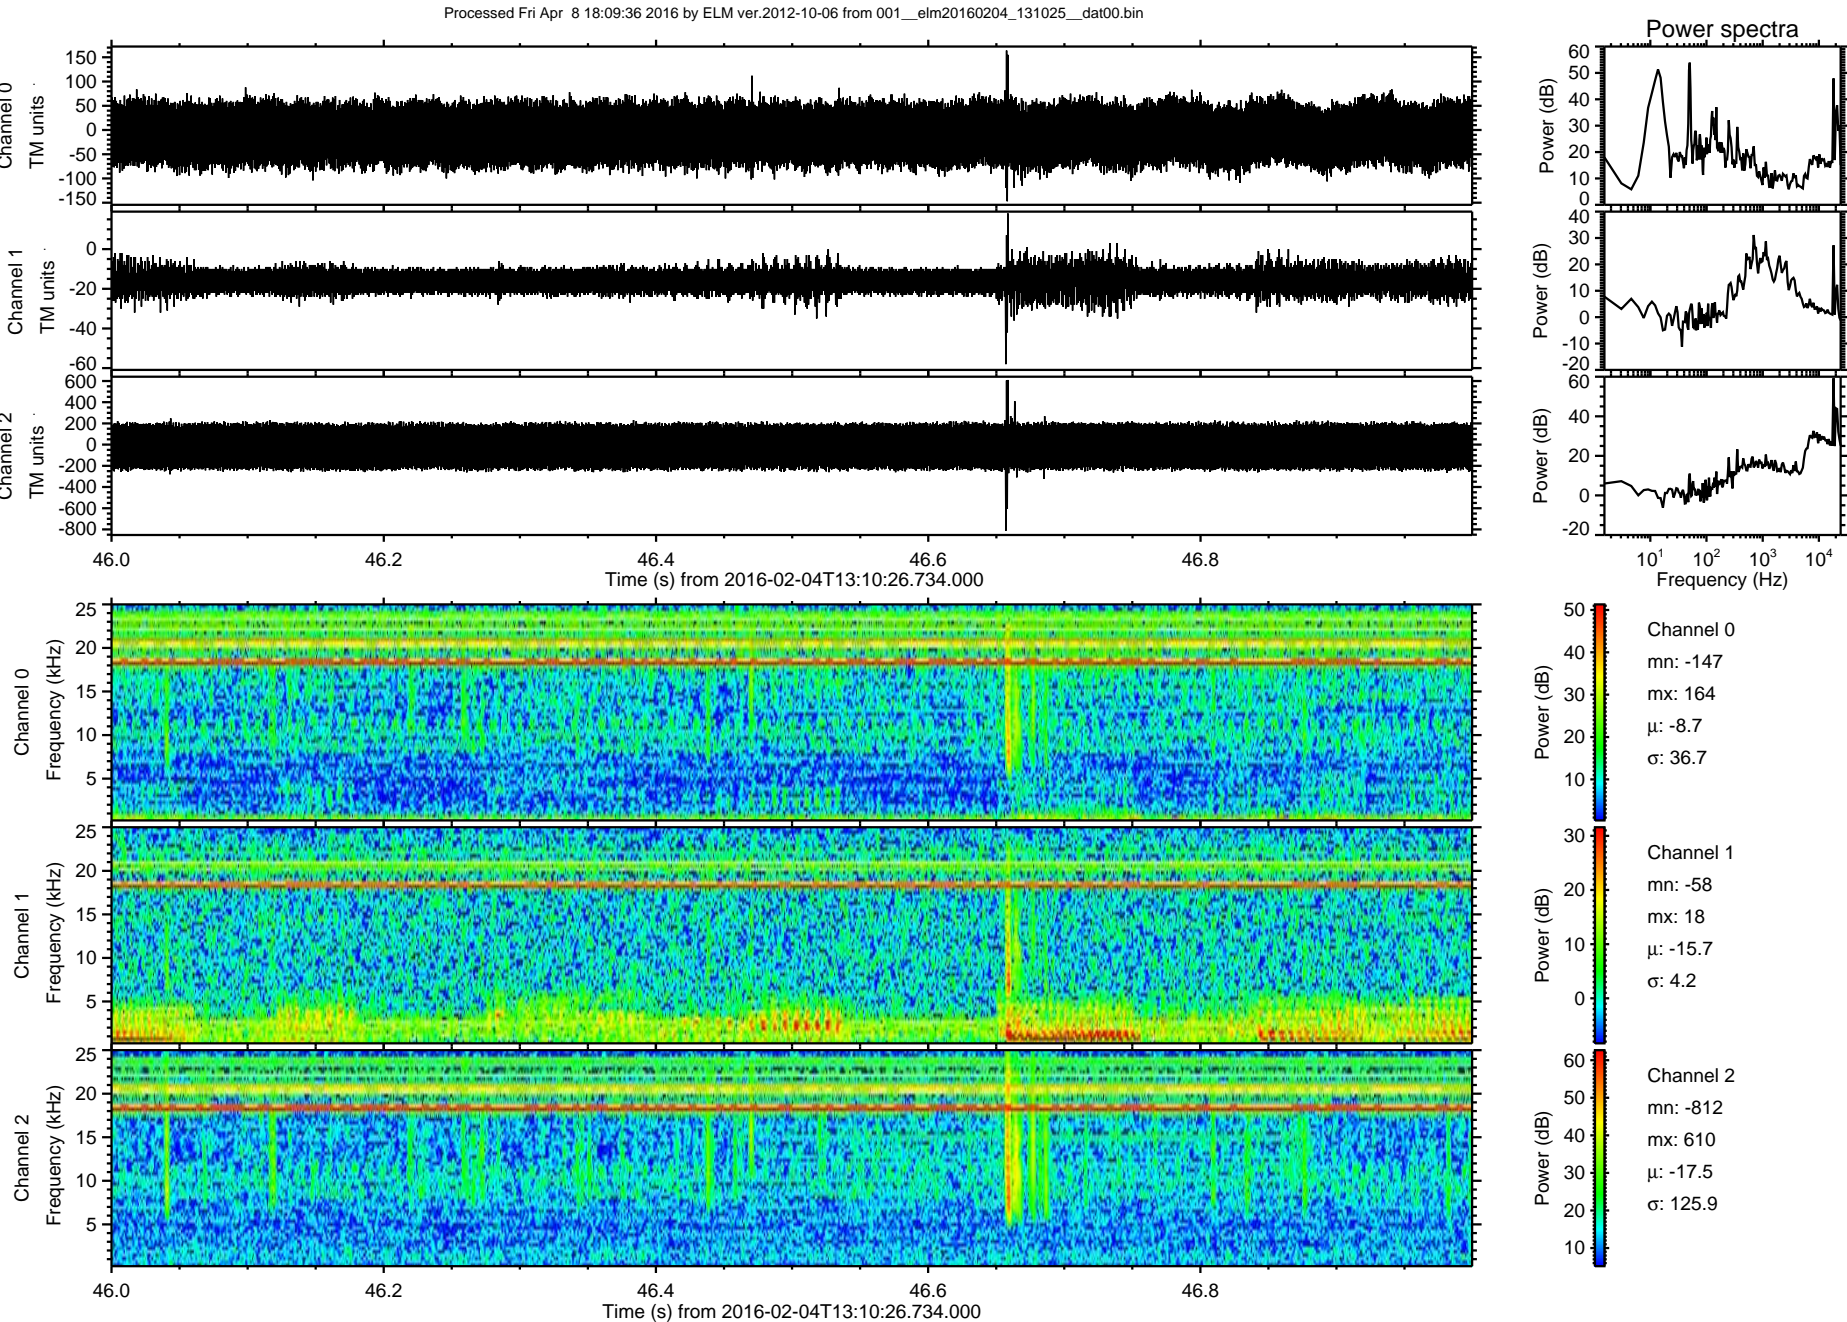 Processed Fri Apr  8 18:09:36 2016 by ELM ver.2012-10-06 from 001__elm20160204_131025__dat00.bin
Power spectra
Channel 0
TM units
150
100
50
0
-50
-100
-150
Power (dB)
60
50
40
30
20
10
0
Channel 1
TM units
0
-20
-40
-60
Power (dB)
40
30
20
10
0
-10
-20
Channel 2
TM units
600
400
200
0
-200
-400
-600
-800
Power (dB)
60
40
20
0
-20
46.0 46.2 46.4 46.6 46.8
Time (s) from 2016-02-04T13:10:26.734.000
10¹ 10² 10³ 10⁴
Frequency (Hz)
Channel 0
Frequency (kHz)
25
20
15
10
5
Power (dB)
50
40
30
20
10
Channel 0
mn: -147
mx: 164
μ: -8.7
σ: 36.7
Channel 1
Frequency (kHz)
25
20
15
10
5
Power (dB)
30
20
10
0
Channel 1
mn: -58
mx: 18
μ: -15.7
σ: 4.2
Channel 2
Frequency (kHz)
25
20
15
10
5
Power (dB)
60
50
40
30
20
10
Channel 2
mn: -812
mx: 610
μ: -17.5
σ: 125.9
46.0 46.2 46.4 46.6 46.8
Time (s) from 2016-02-04T13:10:26.734.000